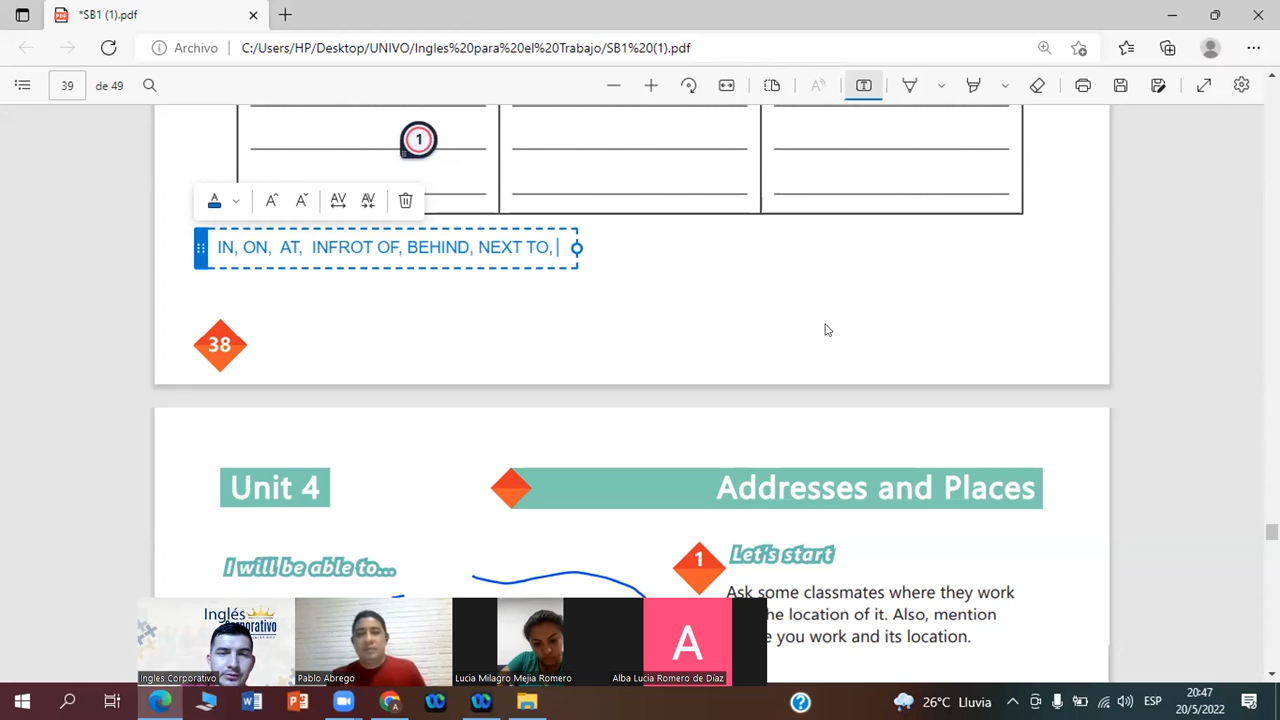 *SB1 (1).pdf
Archivo
C:/Users/HP/Desktop/UNIVO/Ingles%20para%20el%20Trabajo/SB1%20(1).pdf
39 de 49
1
IN, ON, AT, INFROT OF, BEHIND, NEXT TO,
38
Unit 4
Addresses and Places
I will be able to...
1
Let's start
Ask some classmates where they work
he location of it. Also, mention
e you work and its location.
Inglés
Corporativo
Ingles Corporativo
Pablo Abrego
Lucia Milagro Mejia Romero
A
Alba Lucia Romero de Díaz
26°C Lluvia
ESP
20:47
20/5/2022